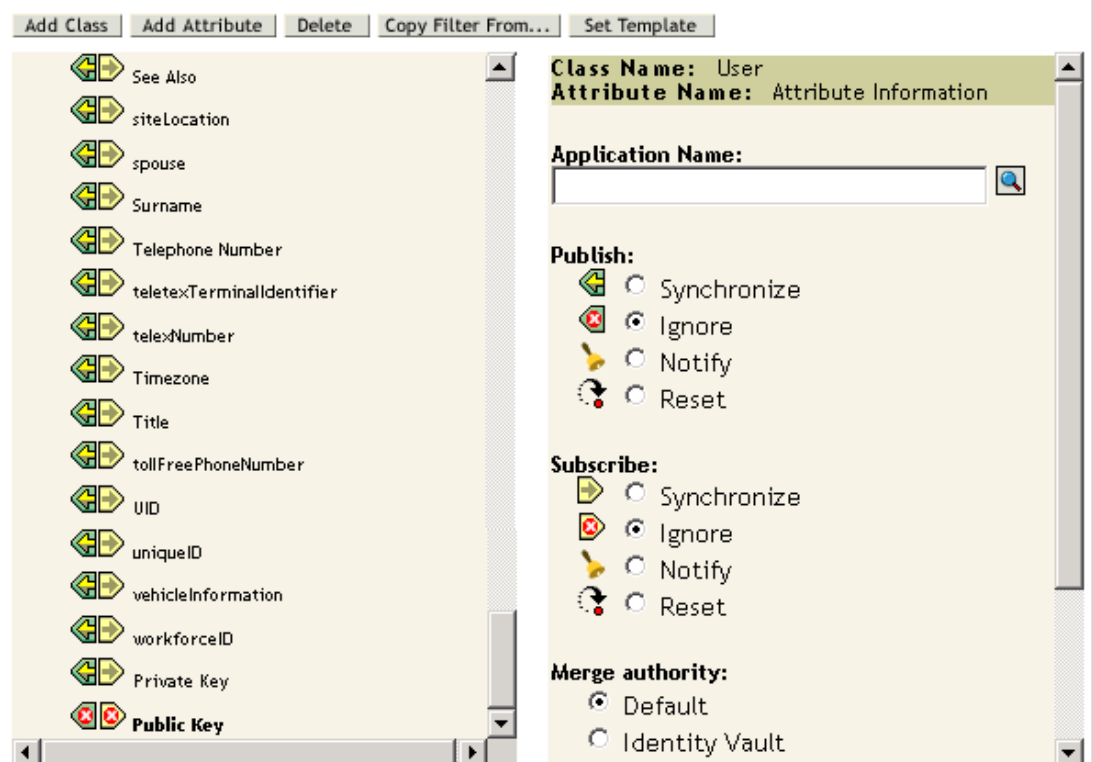 Add Class Add Attribute Delete Copy Filter From... Set Template
See Also
siteLocation
spouse
Surname
Telephone Number
teletexTerminalIdentifier
telexNumber
Timezone
Title
tollFreePhoneNumber
UID
uniqueID
vehicleInformation
workforceID
Private Key
Public Key
Class Name: User
Attribute Name: Attribute Information
Application Name:
Publish:
Synchronize
Ignore
Notify
Reset
Subscribe:
Synchronize
Ignore
Notify
Reset
Merge authority:
Default
Identity Vault